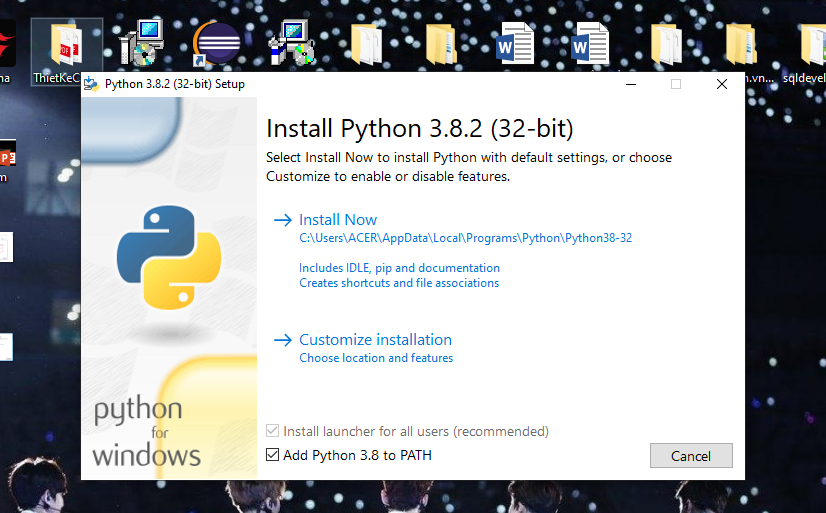 ThietKeC
Python 3.8.2 (32-bit) Setup
sqldevel
Install Python 3.8.2 (32-bit)
Select Install Now to install Python with default settings, or choose
Customize to enable or disable features.
Install Now
C:\Users\ACER\AppData\Local\Programs\Python\Python38-32
Includes IDLE, pip and documentation
Creates shortcuts and file associations
Customize installation
Choose location and features
python
for
windows
Install launcher for all users (recommended)
Add Python 3.8 to PATH
Cancel